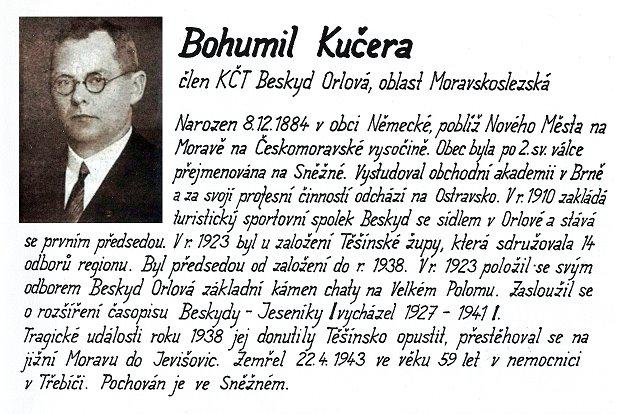 Bohumil Kučera
člen KČT Beskyd Orlová, oblast Moravskoslezská
Narozen 8.12.1884 v obci Německé, poblíž Nového Města na
Moravě na Českomoravské vysočině. Obec byla po 2.sv. válce
přejmenována na Sněžné. Vystudoval obchodní akademii v Brně
a za svojí profesní činností odchází na Ostravsko. V r. 1910 zakládá
turistický sportovní spolek Beskyd se sídlem v Orlové a stává
se prvním předsedou. V r. 1923 byl u založení Těšínské župy, která sdružovala 14
odborů regionu. Byl předsedou od založení do r. 1938. V r. 1923 položil se svým
odborem Beskyd Orlová základní kámen chaty na Velkém Polomu. Zasloužil se
o rozšíření časopisu Beskydy - Jeseníky /vycházel 1927 - 1941 /.
Tragické události roku 1938 jej donutily Těšínsko opustit, přestěhoval se na
jižní Moravu do Jevišovic. Zemřel 22.4.1943 ve věku 59 let v nemocnici
v Třebíči. Pochován je ve Sněžném.